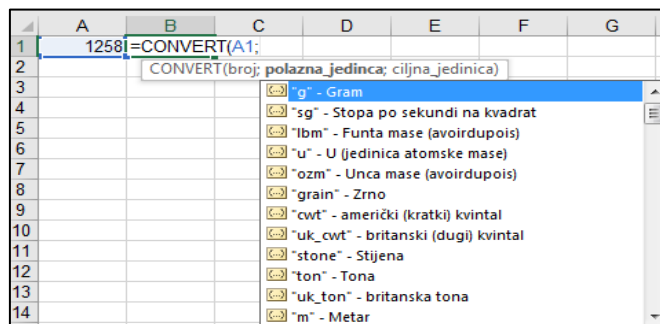 A B C D E F G
1 1258 =CONVERT(A1;
2 CONVERT(broj; polazna_jedinca; ciljna_jedinica)
3 "g" - Gram
4 "sg" - Stopa po sekundi na kvadrat
5 "lbm" - Funta mase (avoirdupois)
6 "u" - U (jedinica atomske mase)
7 "ozm" - Unca mase (avoirdupois)
8 "grain" - Zrno
9 "cwt" - američki (kratki) kvintal
10 "uk_cwt" - britanski (dugi) kvintal
11 "stone" - Stijena
12 "ton" - Tona
13 "uk_ton" - britanska tona
14 "m" - Metar